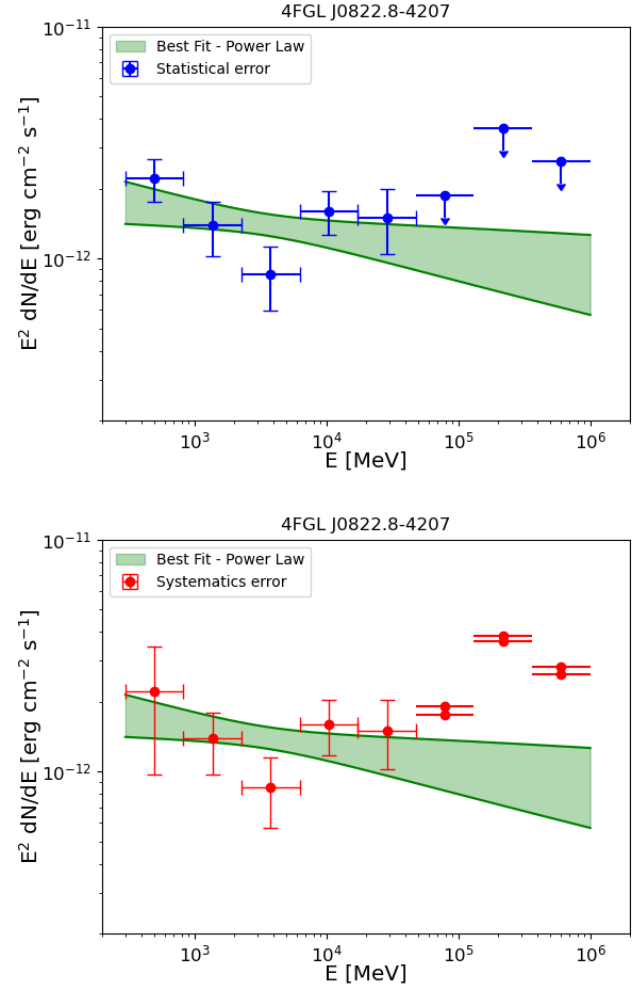 4FGL J0822.8-4207
10⁻¹¹
Best Fit - Power Law
Statistical error
E² dN/dE [erg cm⁻² s⁻¹]
10⁻¹²
10³ 10⁴ 10⁵ 10⁶
E [MeV]
4FGL J0822.8-4207
10⁻¹¹
Best Fit - Power Law
Systematics error
E² dN/dE [erg cm⁻² s⁻¹]
10⁻¹²
10³ 10⁴ 10⁵ 10⁶
E [MeV]